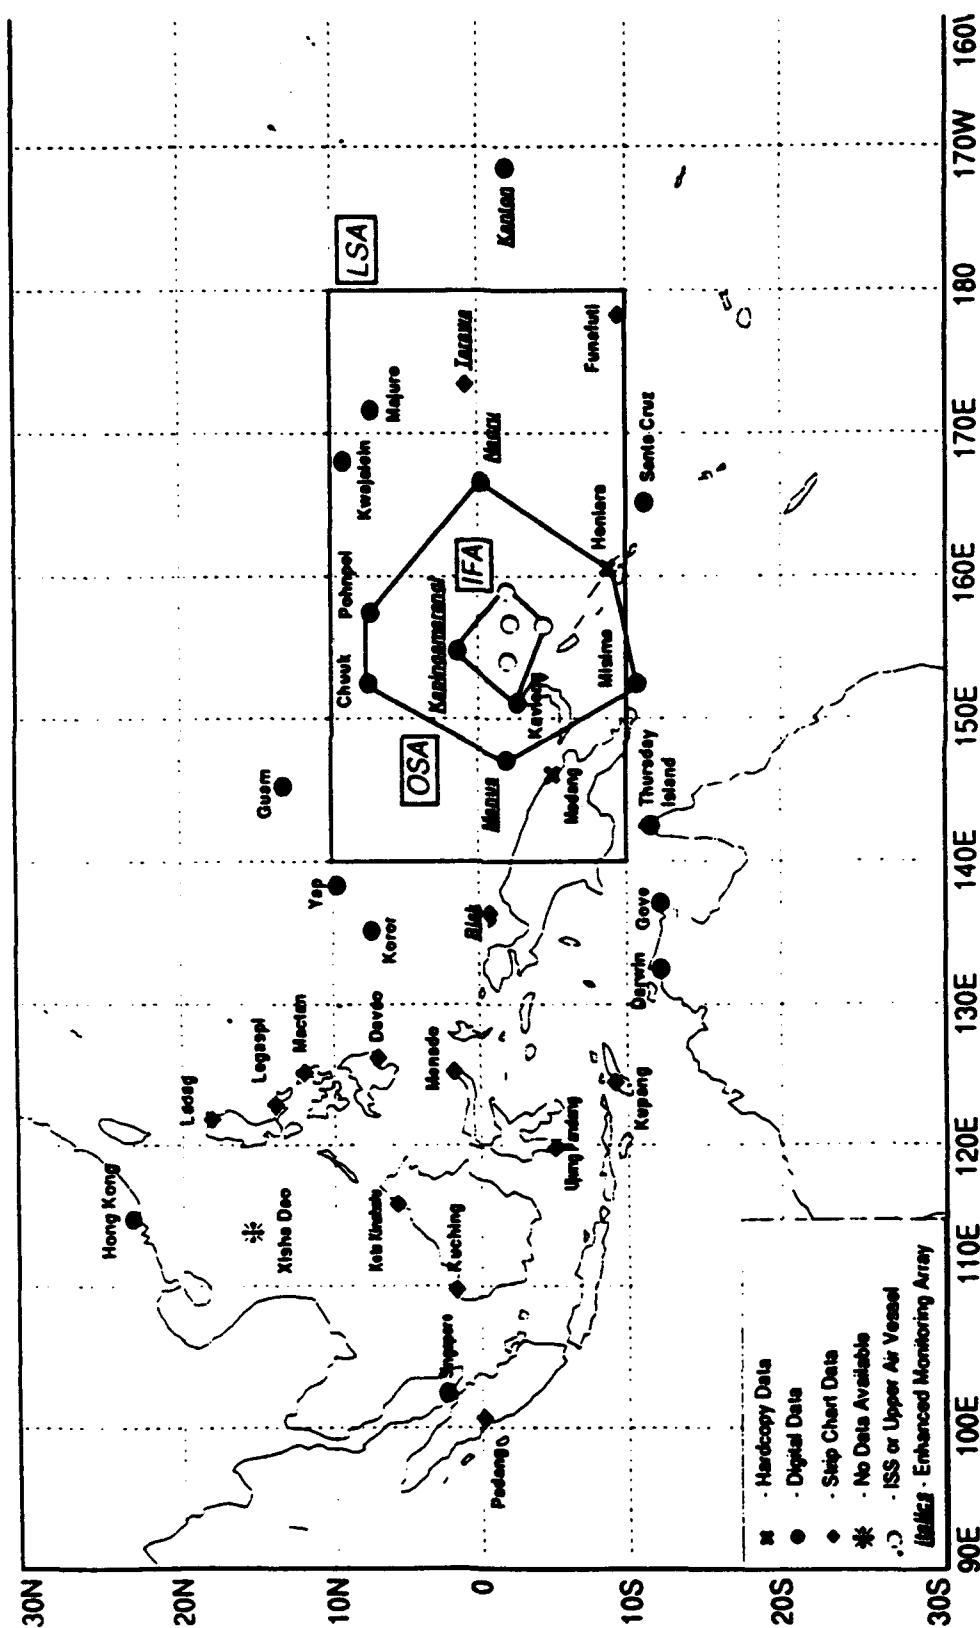 30N
20N
10N
0
10S
20S
30S
90E
100E
110E
120E
130E
140E
150E
160E
170E
180
170W
160W
Hong Kong
Xisha Dao
Laoag
Legaspi
Mactan
Davao
Kota Kinabalu
Kuching
Singapore
Padang
Menado
Ujung Pandang
Kupang
Guam
Yap
Koror
Biak
Darwin
Gove
Thursday
Island
LSA
OSA
IFA
Chuuk
Pohnpei
Kwajalein
Majuro
Kapingamarangi
Tarawa
Nauru
Kanton
Manus
Kavieng
Madang
Misima
Honiara
Santa Cruz
Funafuti
- Hardcopy Data
- Digital Data
- Strip Chart Data
- No Data Available
- ISS or Upper Air Vessel
Italics - Enhanced Monitoring Array